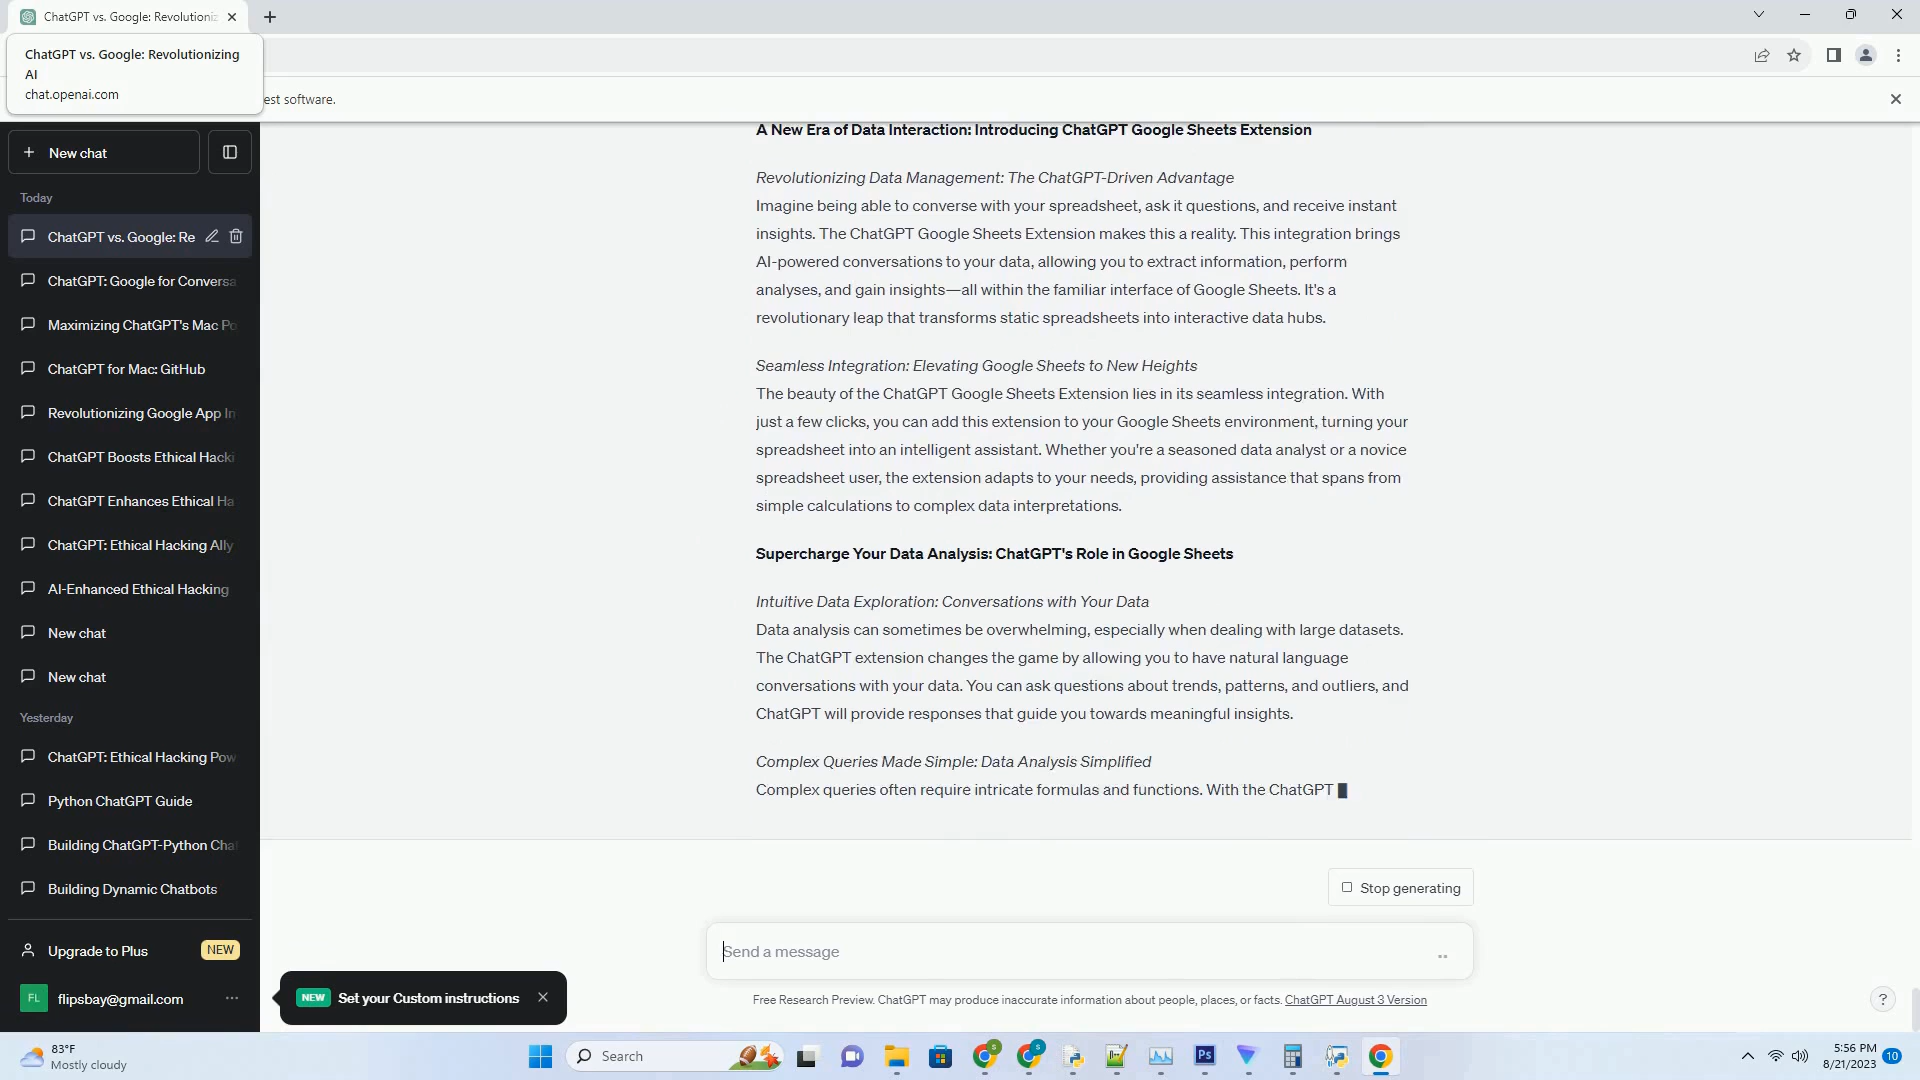 ChatGPT vs. Google: Revolutioniz
ChatGPT vs. Google: Revolutionizing
AI
chat.openai.com
est software.
New chat
Today
ChatGPT vs. Google: Re
ChatGPT: Google for Conversa
Maximizing ChatGPT's Mac Po
ChatGPT for Mac: GitHub
Revolutionizing Google App In
ChatGPT Boosts Ethical Hacki
ChatGPT Enhances Ethical Ha
ChatGPT: Ethical Hacking Ally
AI-Enhanced Ethical Hacking
New chat
New chat
Yesterday
ChatGPT: Ethical Hacking Pow
Python ChatGPT Guide
Building ChatGPT-Python Cha
Building Dynamic Chatbots
Upgrade to Plus NEW
FL flipsbay@gmail.com
A New Era of Data Interaction: Introducing ChatGPT Google Sheets Extension
Revolutionizing Data Management: The ChatGPT-Driven Advantage
Imagine being able to converse with your spreadsheet, ask it questions, and receive instant
insights. The ChatGPT Google Sheets Extension makes this a reality. This integration brings
AI-powered conversations to your data, allowing you to extract information, perform
analyses, and gain insights—all within the familiar interface of Google Sheets. It's a
revolutionary leap that transforms static spreadsheets into interactive data hubs.
Seamless Integration: Elevating Google Sheets to New Heights
The beauty of the ChatGPT Google Sheets Extension lies in its seamless integration. With
just a few clicks, you can add this extension to your Google Sheets environment, turning your
spreadsheet into an intelligent assistant. Whether you're a seasoned data analyst or a novice
spreadsheet user, the extension adapts to your needs, providing assistance that spans from
simple calculations to complex data interpretations.
Supercharge Your Data Analysis: ChatGPT's Role in Google Sheets
Intuitive Data Exploration: Conversations with Your Data
Data analysis can sometimes be overwhelming, especially when dealing with large datasets.
The ChatGPT extension changes the game by allowing you to have natural language
conversations with your data. You can ask questions about trends, patterns, and outliers, and
ChatGPT will provide responses that guide you towards meaningful insights.
Complex Queries Made Simple: Data Analysis Simplified
Complex queries often require intricate formulas and functions. With the ChatGPT
Stop generating
Send a message
NEW Set your Custom instructions
Free Research Preview. ChatGPT may produce inaccurate information about people, places, or facts. ChatGPT August 3 Version
?
83°F
Mostly cloudy
Search
S
S
Ps
5:56 PM
8/21/2023
10